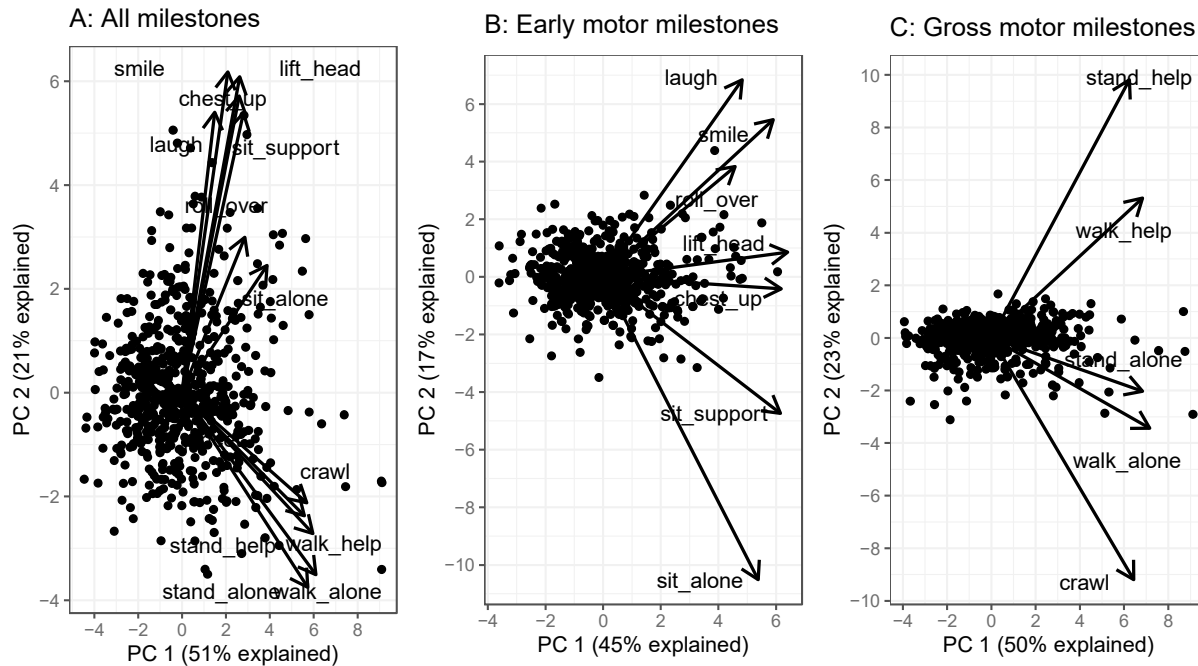 A: All milestones
smile
lift_head
chest_up
laugh
sit_support
roll_over
sit_alone
crawl
stand_help
walk_help
stand_alone
walk_alone
6
4
2
0
−2
−4
−4
−2
0
2
4
6
8
PC 2 (21% explained)
PC 1 (51% explained)
B: Early motor milestones
laugh
smile
roll_over
lift_head
chest_up
sit_support
sit_alone
6
4
2
0
−2
−4
−6
−8
−10
−4
−2
0
2
4
6
PC 2 (17% explained)
PC 1 (45% explained)
C: Gross motor milestones
stand_help
walk_help
stand_alone
walk_alone
crawl
10
8
6
4
2
0
−2
−4
−6
−8
−10
−4
−2
0
2
4
6
8
PC 2 (23% explained)
PC 1 (50% explained)